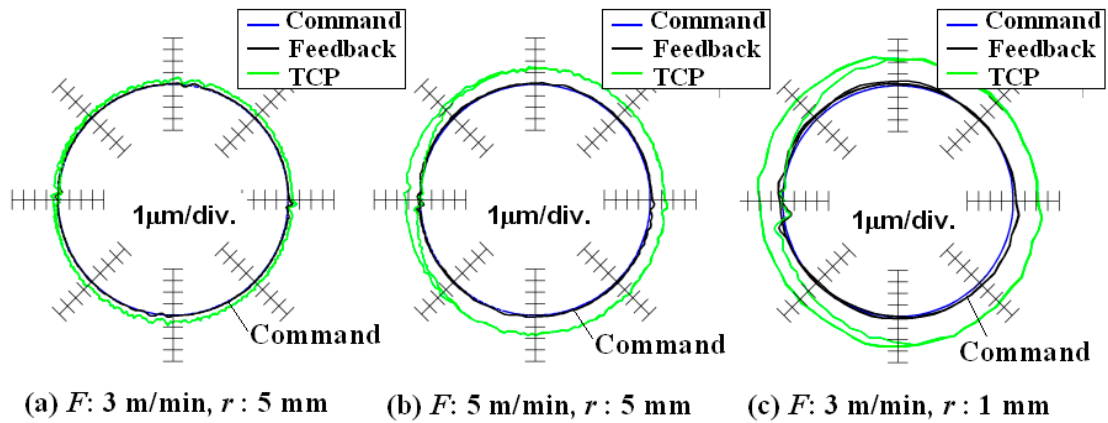 Command
Feedback
TCP
1μm/div.
Command
(a) F: 3 m/min, r : 5 mm
Command
Feedback
TCP
1μm/div.
Command
(b) F: 5 m/min, r : 5 mm
Command
Feedback
TCP
1μm/div.
Command
(c) F: 3 m/min, r : 1 mm